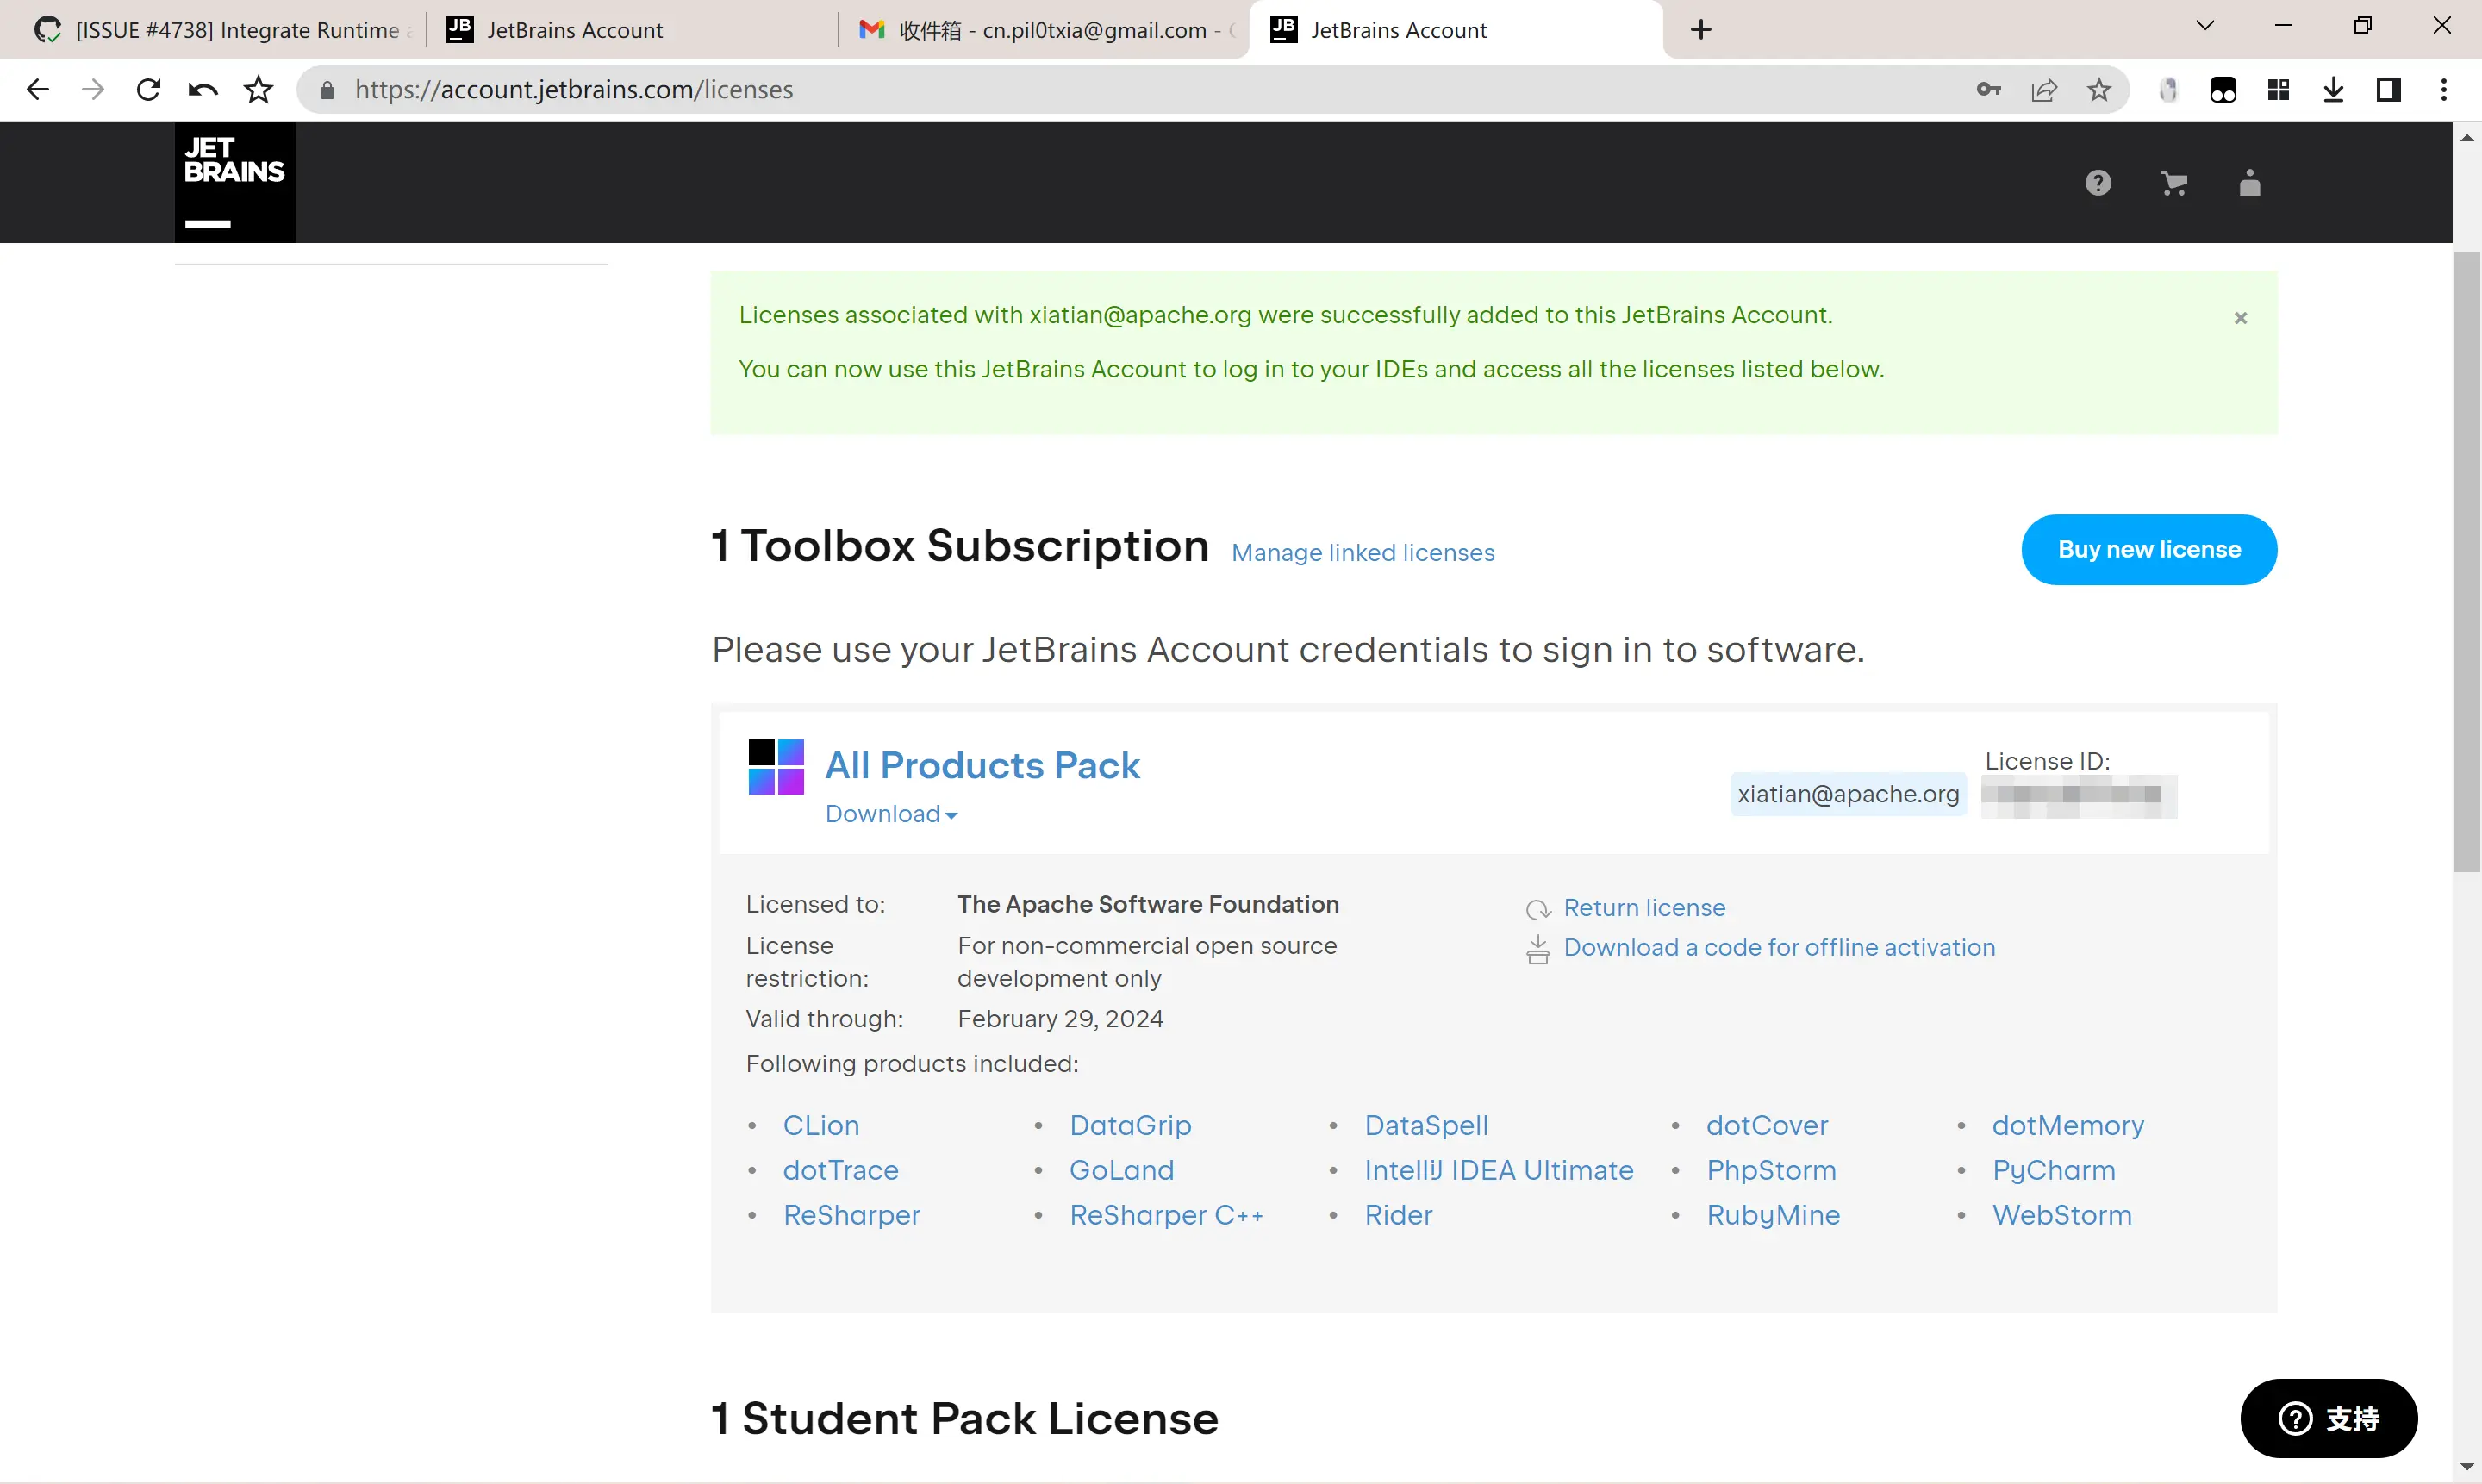 [ISSUE #4738] Integrate Runtime
JetBrains Account
收件箱 - cn.pil0txia@gmail.com -
JetBrains Account
https://account.jetbrains.com/licenses
JET
BRAINS
Licenses associated with xiatian@apache.org were successfully added to this JetBrains Account.
You can now use this JetBrains Account to log in to your IDEs and access all the licenses listed below.
1 Toolbox Subscription
Manage linked licenses
Buy new license
Please use your JetBrains Account credentials to sign in to software.
All Products Pack
Download
xiatian@apache.org
License ID:
Licensed to:
The Apache Software Foundation
License restriction:
For non-commercial open source
development only
Valid through:
February 29, 2024
Return license
Download a code for offline activation
Following products included:
• CLion
• DataGrip
• DataSpell
• dotCover
• dotMemory
• dotTrace
• GoLand
• IntelliJ IDEA Ultimate
• PhpStorm
• PyCharm
• ReSharper
• ReSharper C++
• Rider
• RubyMine
• WebStorm
1 Student Pack License
支持